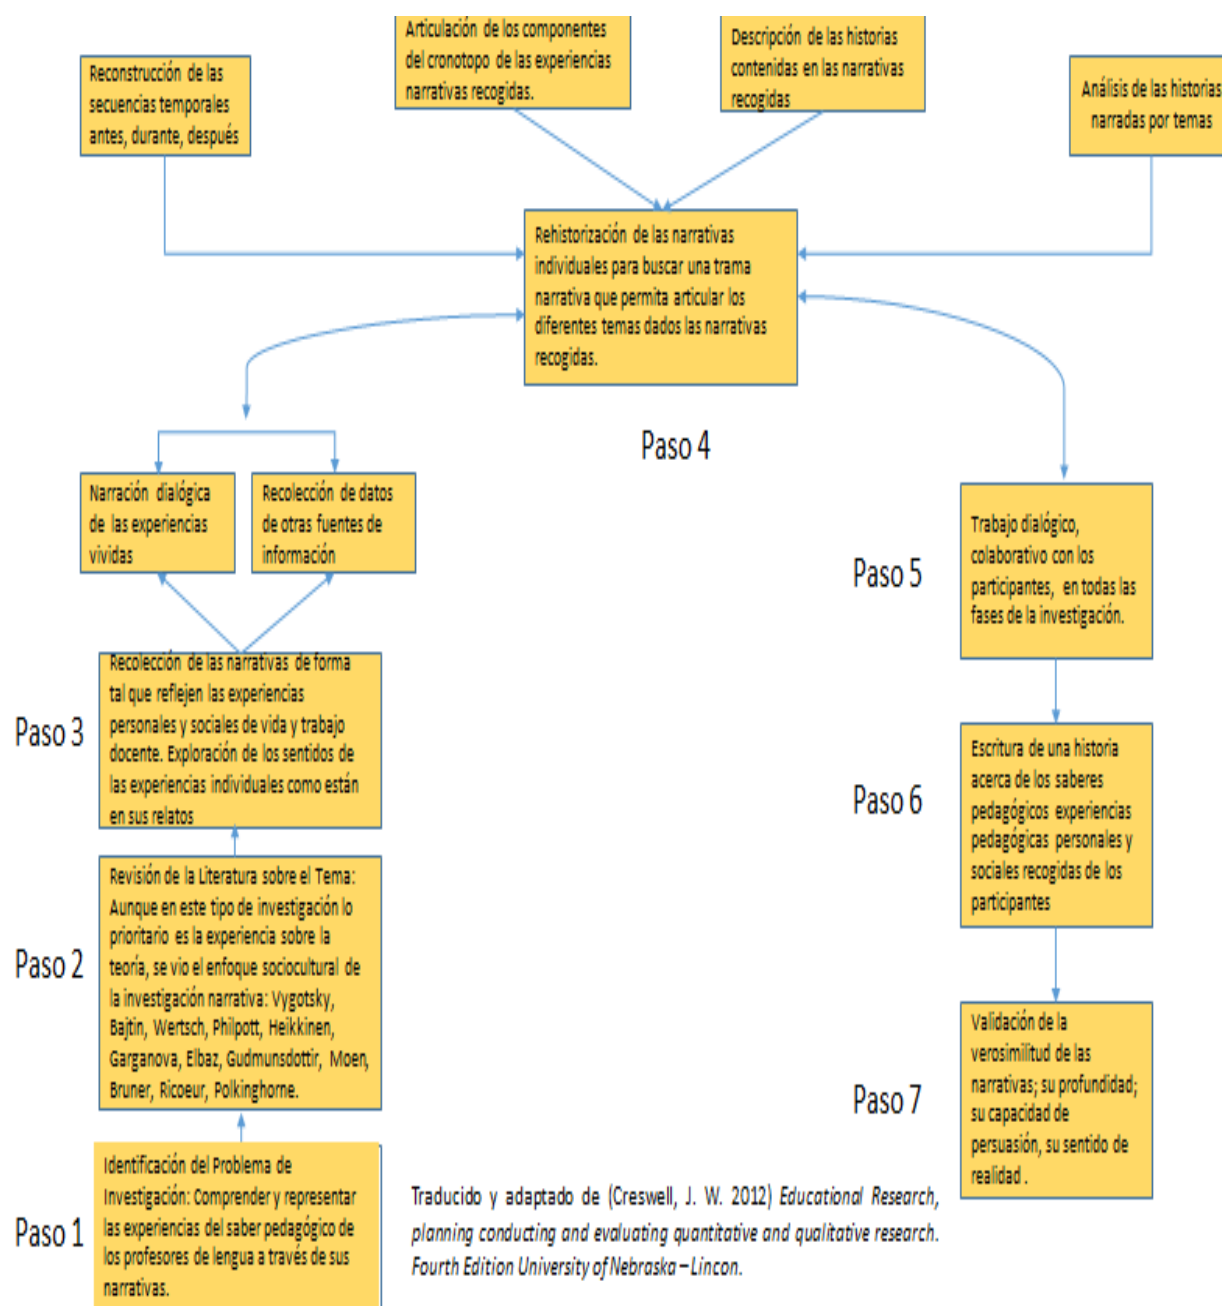 Articulación de los componentes
del cronotopo de las experiencias
narrativas recogidas.
Descripción de las historias
contenidas en las narrativas
recogidas
Reconstrucción de las
secuencias temporales
antes, durante, después
Análisis de las historias
narradas por temas
Rehistorización de las narrativas
individuales para buscar una trama
narrativa que permita articular los
diferentes temas dados las narrativas
recogidas.
Paso 4
Narración dialógica
de las experiencias
vividas
Recolección de datos
de otras fuentes de
información
Paso 3
Recolección de las narrativas de forma
tal que reflejen las experiencias
personales y sociales de vida y trabajo
docente. Exploración de los sentidos de
las experiencias individuales como están
en sus relatos
Paso 2
Revisión de la Literatura sobre el Tema:
Aunque en este tipo de investigación lo
prioritario es la experiencia sobre la
teoría, se vio el enfoque sociocultural de
la investigación narrativa: Vygotsky,
Bajtin, Wertsch, Philpott, Heikkinen,
Garganova, Elbaz, Gudmunsdottir, Moen,
Bruner, Ricoeur, Polkinghorne.
Paso 1
Identificación del Problema de
Investigación: Comprender y representar
las experiencias del saber pedagógico de
los profesores de lengua a través de sus
narrativas.
Paso 5
Trabajo dialógico,
colaborativo con los
participantes, en todas las
fases de la investigación.
Paso 6
Escritura de una historia
acerca de los saberes
pedagógicos experiencias
pedagógicas personales y
sociales recogidas de los
participantes
Paso 7
Validación de la
verosimilitud de las
narrativas; su profundidad;
su capacidad de
persuasión, su sentido de
realidad .
Traducido y adaptado de (Creswell, J. W. 2012) Educational Research,
planning conducting and evaluating quantitative and qualitative research.
Fourth Edition University of Nebraska – Lincon.